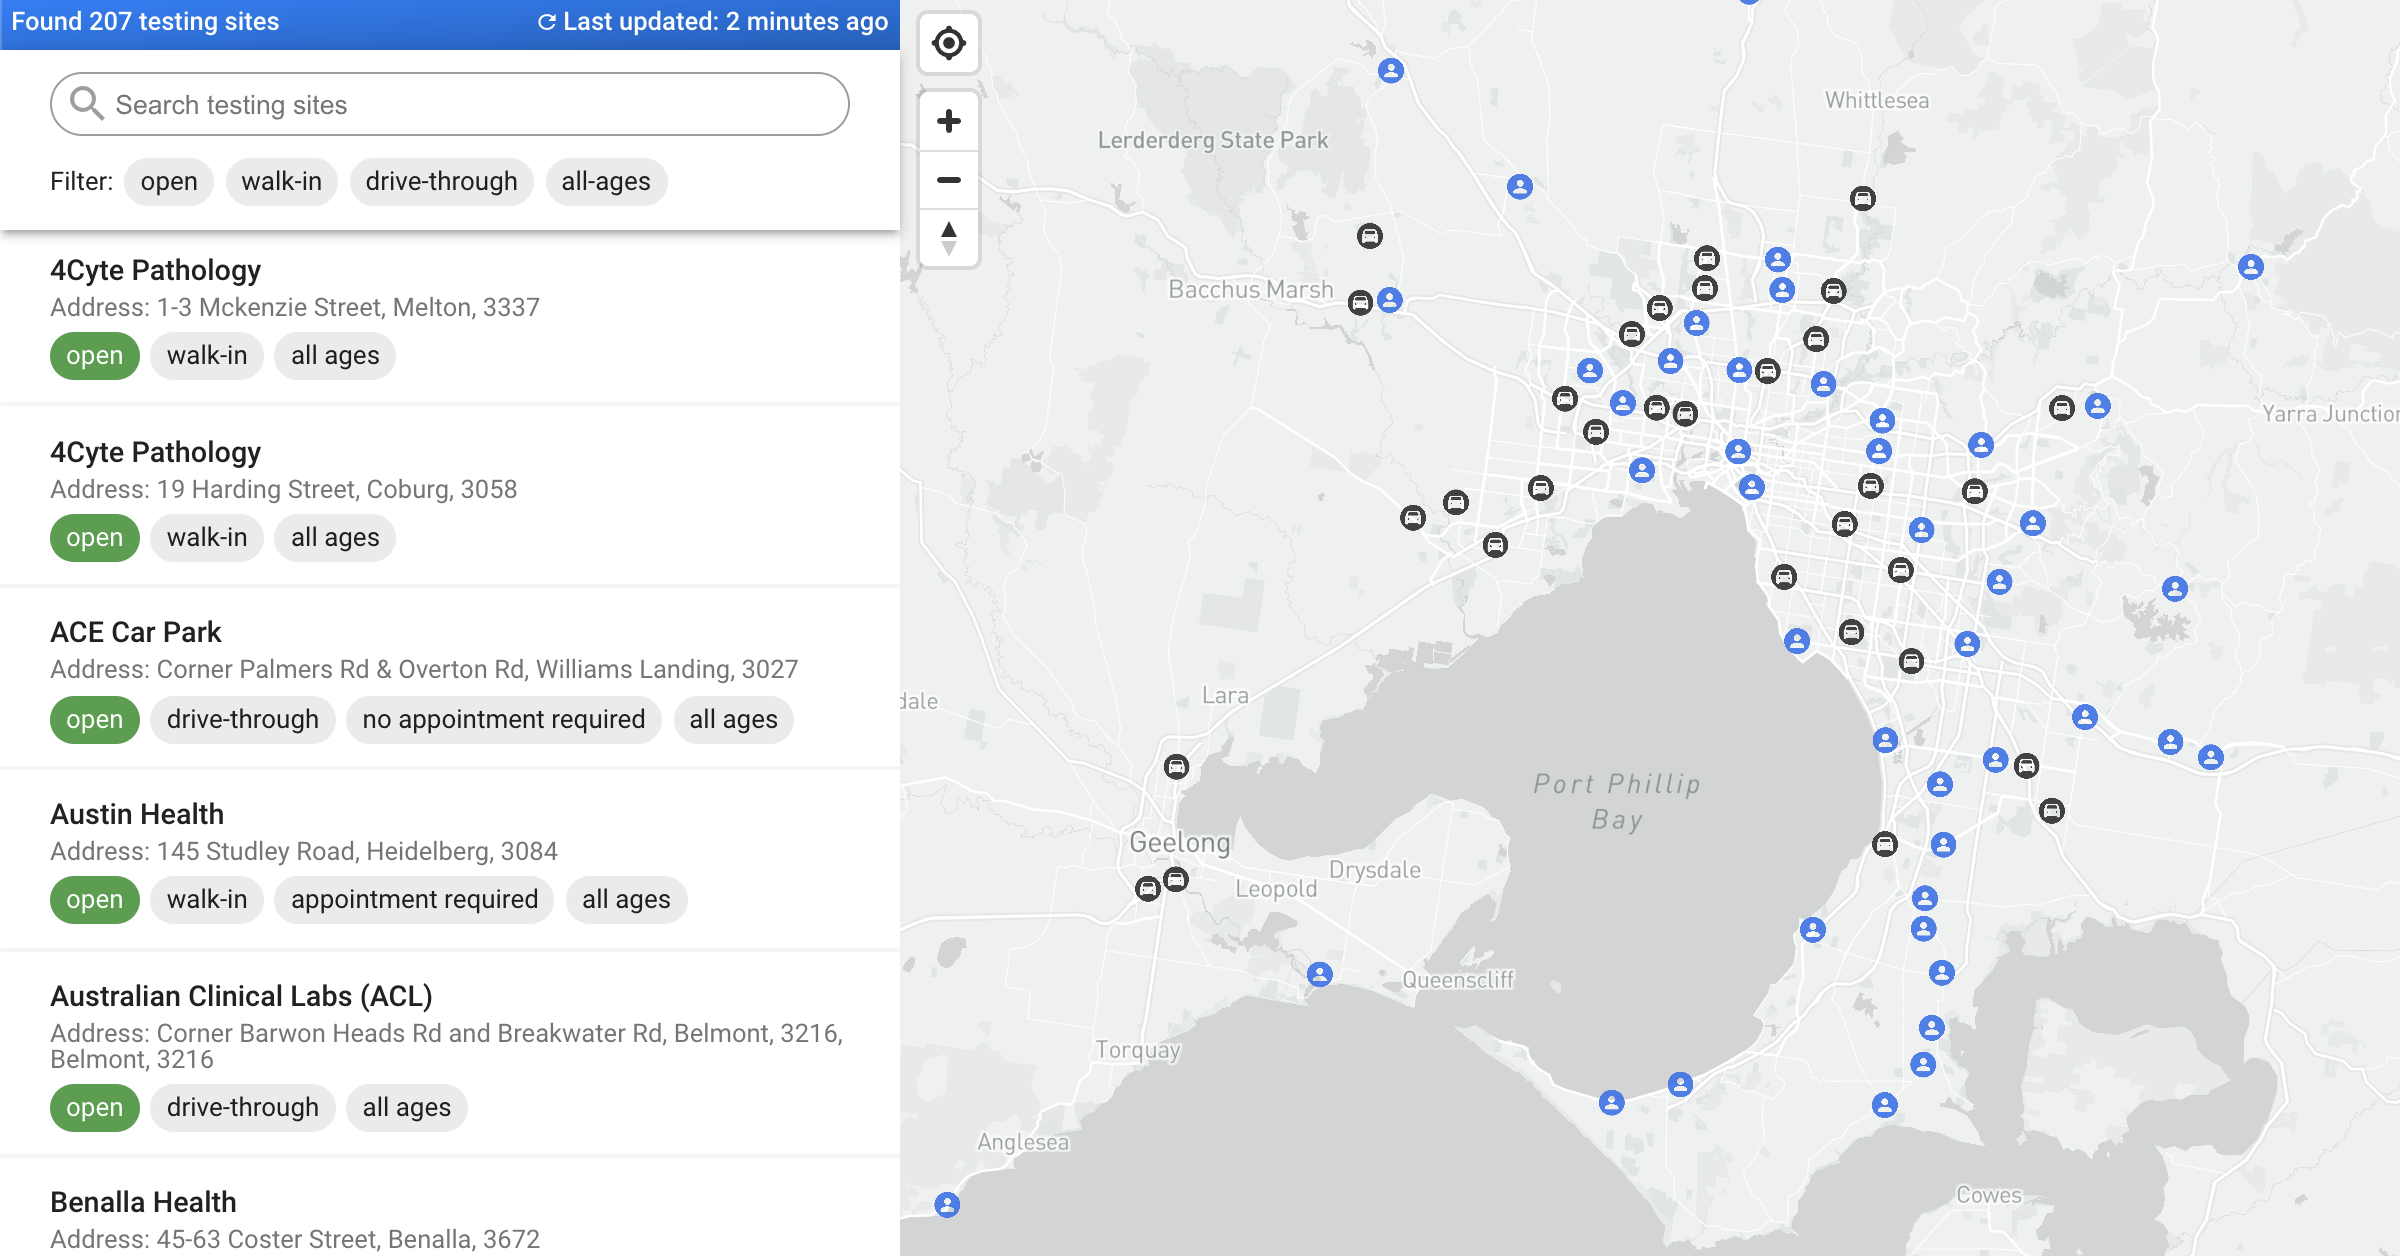 Found 207 testing sites
Last updated: 2 minutes ago
Search testing sites
Filter: open walk-in drive-through all-ages
4Cyte Pathology
Address: 1-3 Mckenzie Street, Melton, 3337
open walk-in all ages
4Cyte Pathology
Address: 19 Harding Street, Coburg, 3058
open walk-in all ages
ACE Car Park
Address: Corner Palmers Rd & Overton Rd, Williams Landing, 3027
open drive-through no appointment required all ages
Austin Health
Address: 145 Studley Road, Heidelberg, 3084
open walk-in appointment required all ages
Australian Clinical Labs (ACL)
Address: Corner Barwon Heads Rd and Breakwater Rd, Belmont, 3216,
Belmont, 3216
open drive-through all ages
Benalla Health
Address: 45-63 Coster Street, Benalla, 3672
Whittlesea
Lerderderg State Park
Bacchus Marsh
Yarra Junction
dale
Lara
Port Phillip
Bay
Geelong
Drysdale
Leopold
Queenscliff
Torquay
Anglesea
Cowes